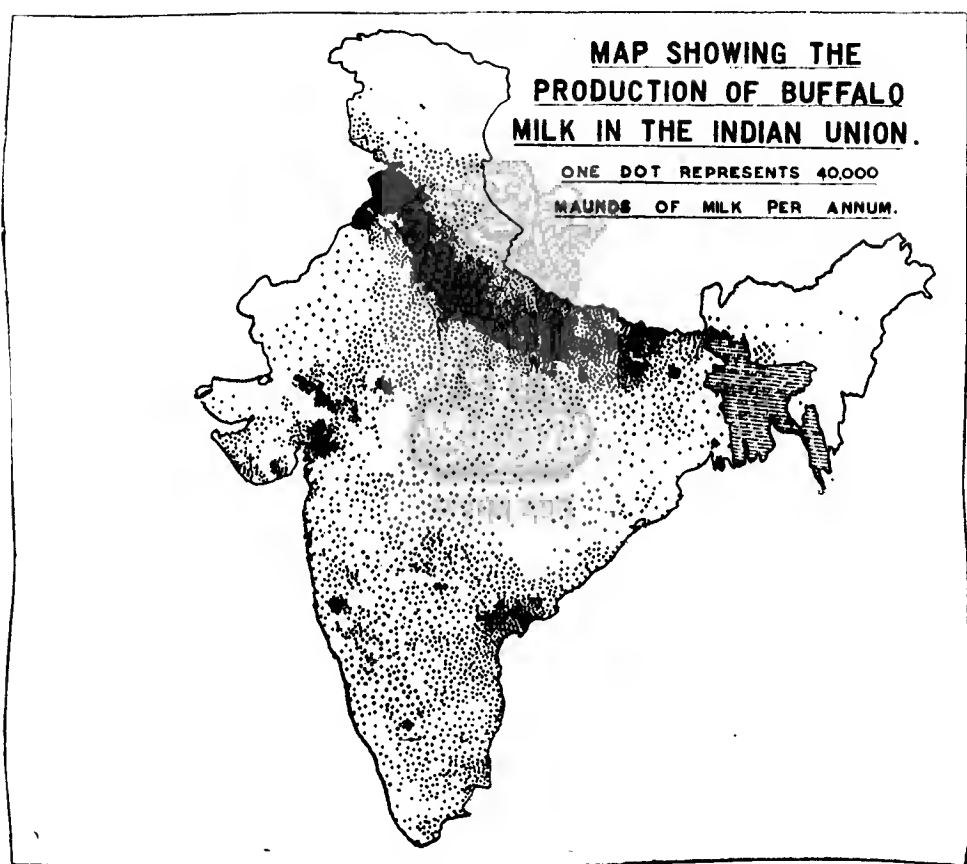 MAP SHOWING THE
PRODUCTION OF BUFFALO
MILK IN THE INDIAN UNION.
ONE DOT REPRESENTS 40,000
MAUNDS OF MILK PER ANNUM.